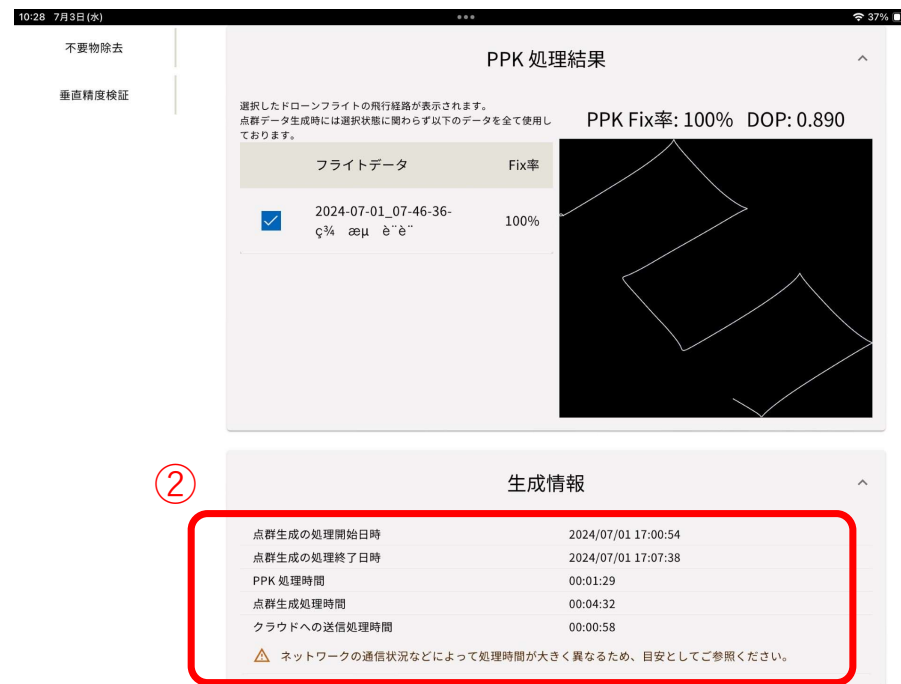 10:28 7月3日(水)
37%
不要物除去
垂直精度検証
PPK 処理結果
選択したドローンフライトの飛行経路が表示されます。
点群データ生成時には選択状態に関わらず以下のデータを全て使用し
ております。
PPK Fix率: 100% DOP: 0.890
フライトデータ Fix率
2024-07-01_07-46-36-
ç¾ æµ è¨è¨ 100%
②
生成情報
点群生成の処理開始日時 2024/07/01 17:00:54
点群生成の処理終了日時 2024/07/01 17:07:38
PPK 処理時間 00:01:29
点群生成処理時間 00:04:32
クラウドへの送信処理時間 00:00:58
ネットワークの通信状況などによって処理時間が大きく異なるため、目安としてご参照ください。